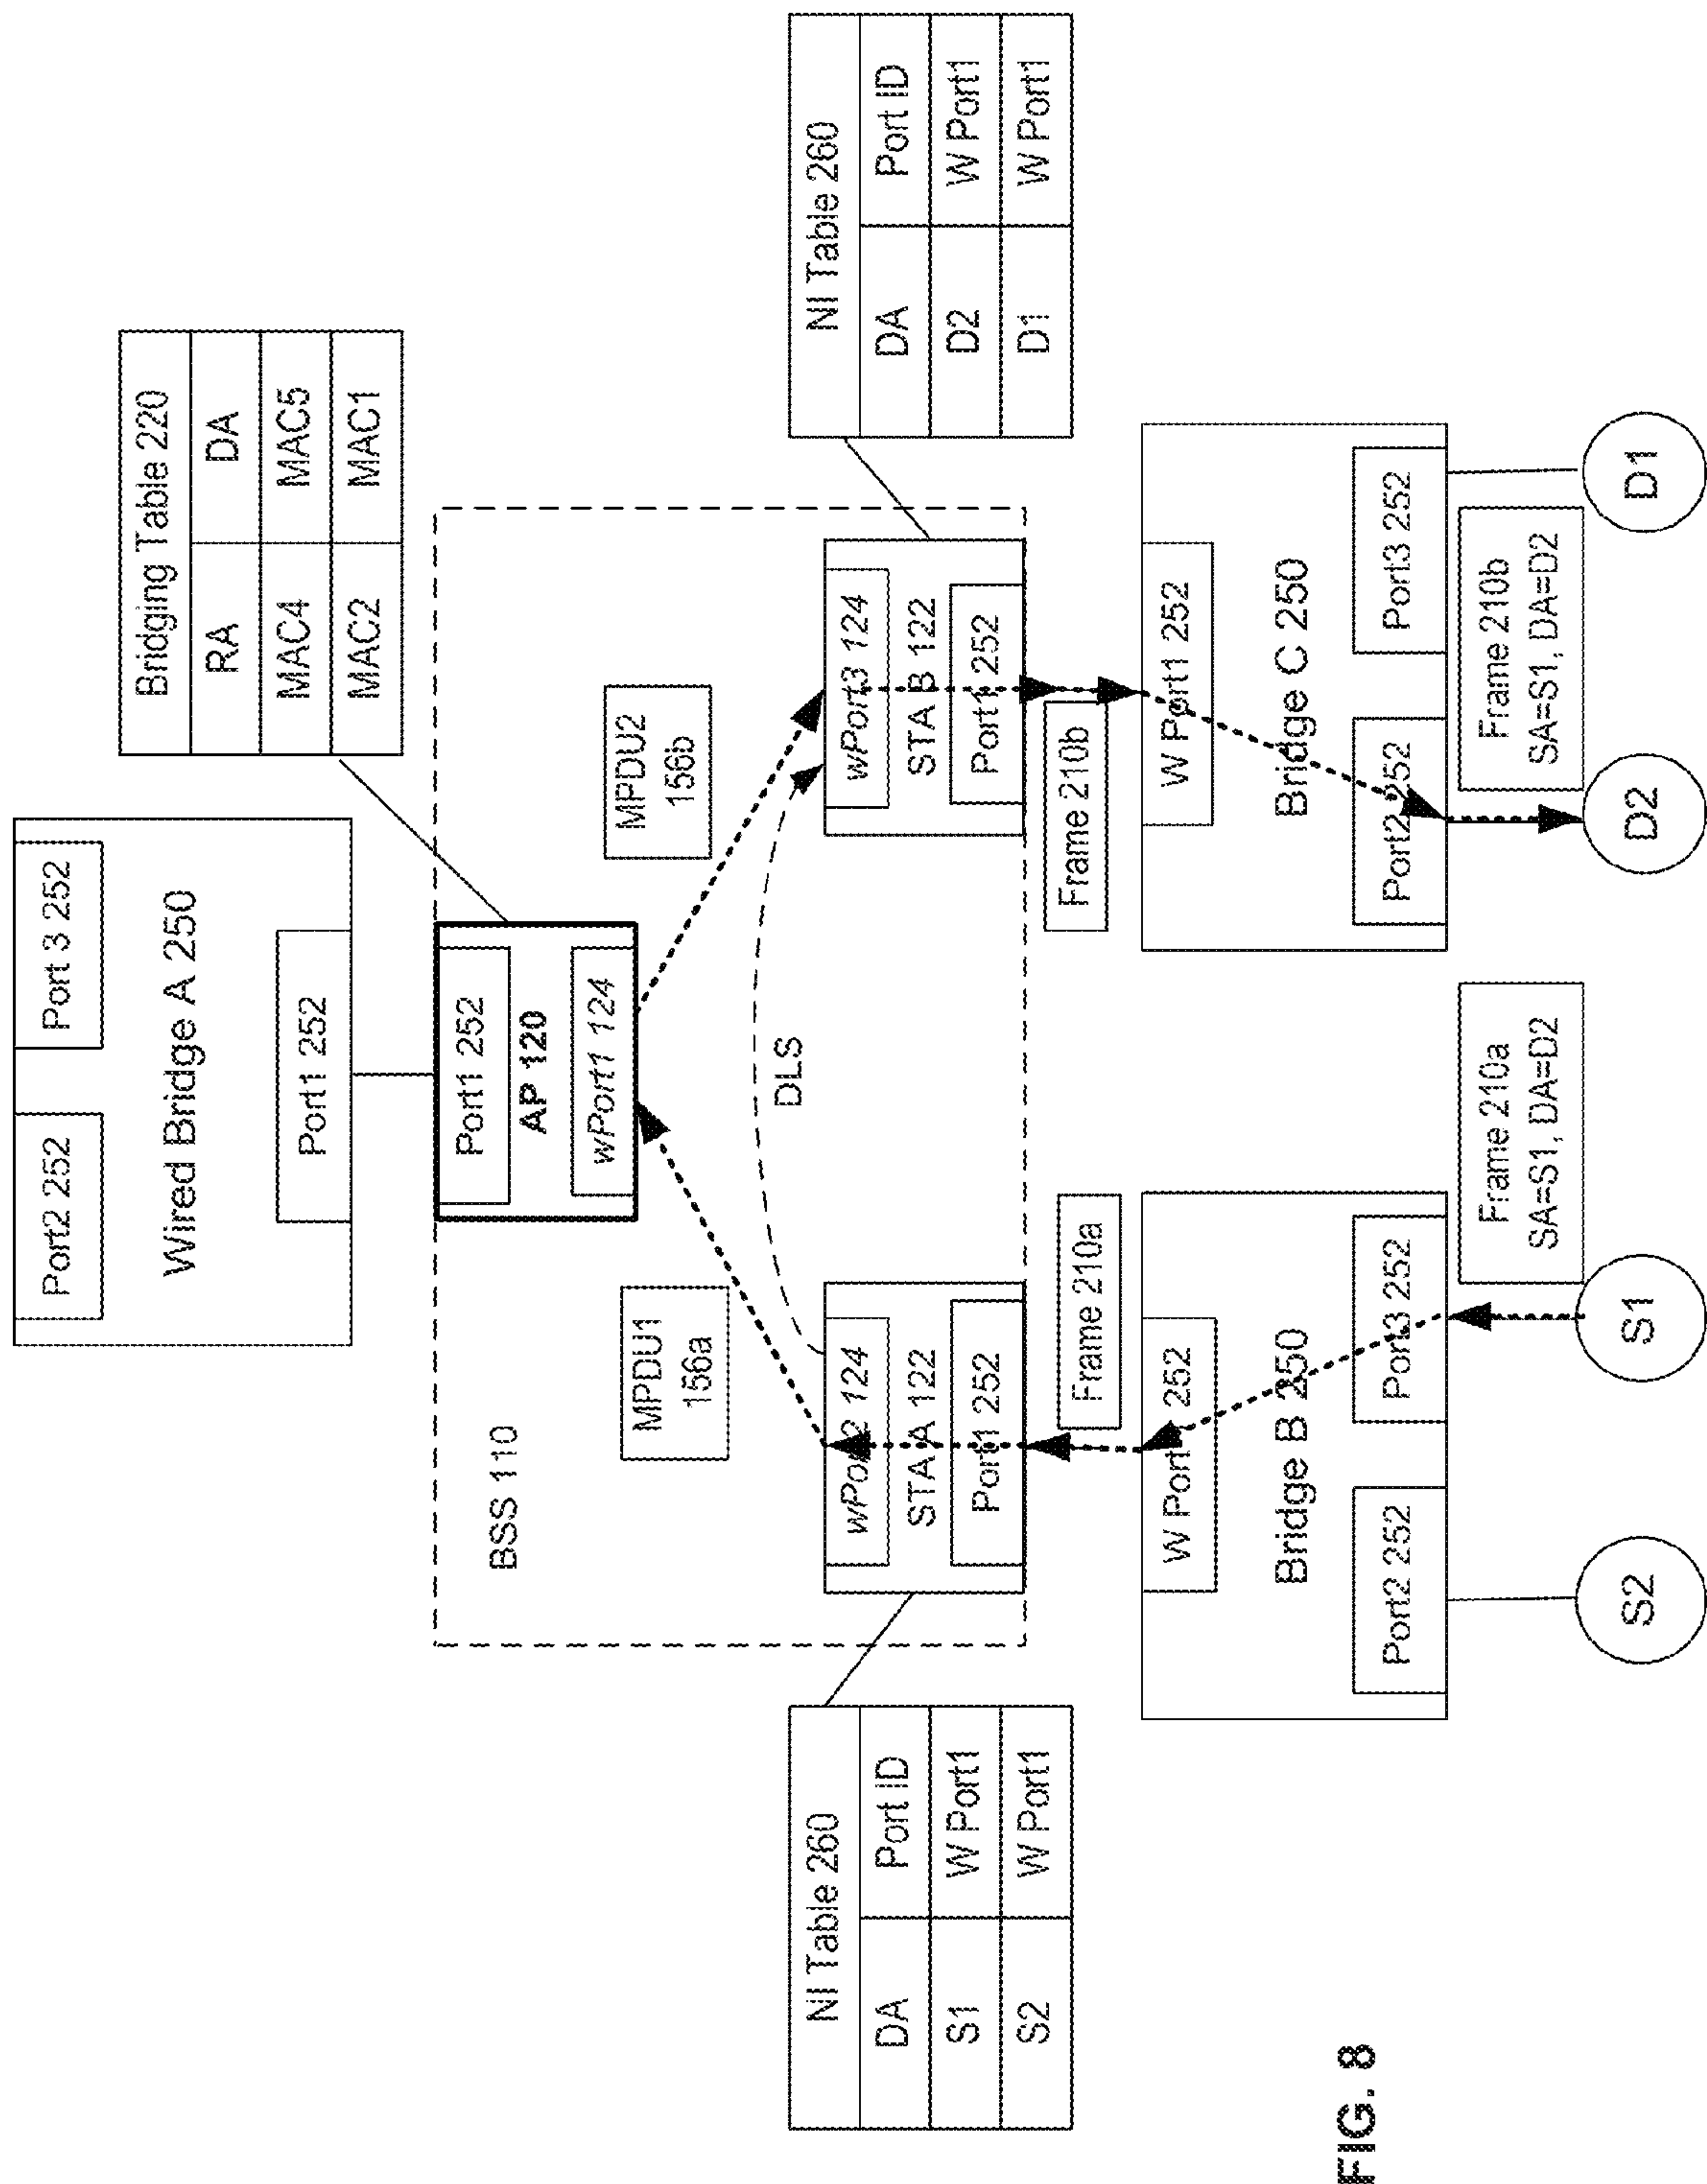 Wired Bridge A 250
Port2 252
Port 3 252
Port1 252
Bridging Table 220
RA DA
MAC4 MAC5
MAC2 MAC1
BSS 110
Port1 252
AP 120
wPort1 124
MPDU1
156a
MPDU2
156b
DLS
NI Table 260
DA Port ID
S1 W Port1
S2 W Port1
wPort2 124
STA A 122
Port1 252
wPort3 124
STA B 122
Port1 252
NI Table 260
DA Port ID
D2 W Port1
D1 W Port1
Frame 210a
Frame 210b
W Port1 252
Bridge B 250
Port2 252
Port3 252
W Port1 252
Bridge C 250
Port2 252
Port3 252
Frame 210a
SA=S1, DA=D2
Frame 210b
SA=S1, DA=D2
S2
S1
D2
D1
FIG. 8